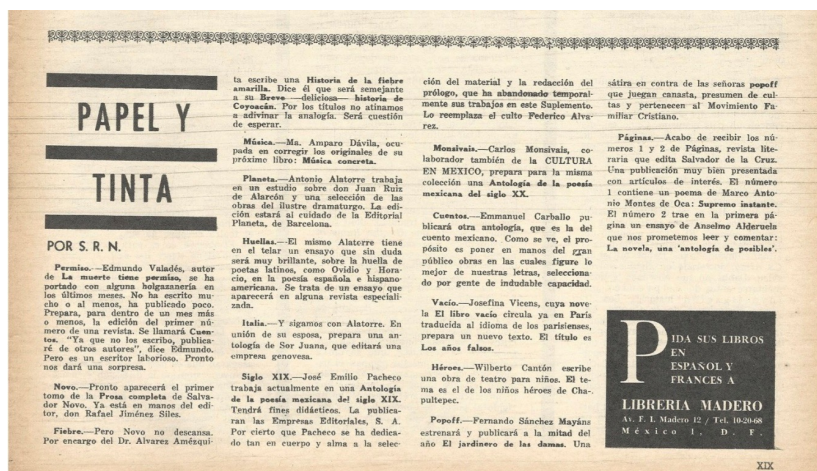 PAPEL Y
TINTA
POR S. R. N.
Permiso.—Edmundo Valadés, autor
de La muerte tiene permiso, se ha
portado con alguna holgazanería en
los últimos meses. No ha escrito mu-
cho o al menos, ha publicado poco.
Prepara, para dentro de un mes más
o menos, la edición del primer nú-
mero de una revista. Se llamará Cuen-
tos. "Ya que no los escribo, publica-
ré de otros autores", dice Edmundo.
Pero es un escritor laborioso. Pronto
nos dará una sorpresa.
Novo.—Pronto aparecerá el primer
tomo de la Prosa completa de Salva-
dor Novo. Ya está en manos del edi-
tor, don Rafael Jiménez Siles.
Fiebre.—Pero Novo no descansa.
Por encargo del Dr. Alvarez Amézqui-
ta escribe una Historia de la fiebre
amarilla. Dice él que será semejante
a su Breve —deliciosa— historia de
Coyoacán. Por los títulos no atinamos
a adivinar la analogía. Será cuestión
de esperar.
Música.—Ma. Amparo Dávila, ocu-
pada en corregir los originales de su
próximo libro: Música concreta.
Planeta.—Antonio Alatorre trabaja
en un estudio sobre don Juan Ruiz
de Alarcón y una selección de las
obras del ilustre dramaturgo. La edi-
ción estará al cuidado de la Editorial
Planeta, de Barcelona.
Huellas.—El mismo Alatorre tiene
en el telar un ensayo que sin duda
será muy brillante, sobre la huella de
poetas latinos, como Ovidio y Hora-
cio, en la poesía española e hispano-
americana. Se trata de un ensayo que
aparecerá en alguna revista especiali-
zada.
Italia.—Y sigamos con Alatorre. En
unión de su esposa, prepara una an-
tología de Sor Juana, que editará una
empresa genovesa.
Siglo XIX.—José Emilio Pacheco
trabaja actualmente en una Antología
de la poesía mexicana del siglo XIX.
Tendrá fines didácticos. La publica-
ran las Empresas Editoriales, S. A.
Por cierto que Pacheco se ha dedica-
do tan en cuerpo y alma a la selec-
ción del material y la redacción del
prólogo, que ha abandonado temporal-
mente sus trabajos en este Suplemento.
Lo reemplaza el culto Federico Alva-
rez.
Monsivais.—Carlos Monsivais, co-
laborador también de la CULTURA
EN MEXICO, prepara para la misma
colección una Antología de la poesía
mexicana del siglo XX.
Cuentos.—Emmanuel Carballo pu-
blicará otra antología, que es la del
cuento mexicano. Como se ve, el pro-
pósito es poner en manos del gran
público obras en las cuales figure lo
mejor de nuestras letras, selecciona-
do por gente de indudable capacidad.
Vacío.—Josefina Vicens, cuya nove-
la El libro vacío circula ya en París
traducida al idioma de los parisienses,
prepara un nuevo texto. El título es
Los años falsos.
Héroes.—Wilberto Cantón escribe
una obra de teatro para niños. El te-
ma es el de los niños héroes de Cha-
pultepec.
Popoff.—Fernando Sánchez Mayáns
estrenará y publicará a la mitad del
año El jardinero de las damas. Una
sátira en contra de las señoras popoff
que juegan canasta, presumen de cul-
tas y pertenecen al Movimiento Fa-
miliar Cristiano.
Páginas.—Acabo de recibir los nú-
meros 1 y 2 de Páginas, revista lite-
raria que edita Salvador de la Cruz.
Una publicación muy bien presentada
con artículos de interés. El número
1 contiene un poema de Marco Anto-
nio Montes de Oca: Supremo instante.
El número 2 trae en la primera pá-
gina un ensayo de Anselmo Alderuela
que nos prometemos leer y comentar:
La novela, una 'antología de posibles'.
PIDA SUS LIBROS
EN
ESPAÑOL Y
FRANCES A
LIBRERIA MADERO
Av. F. I. Madero 12 / Tel. 10-20-68
México 1, D. F.
XIX